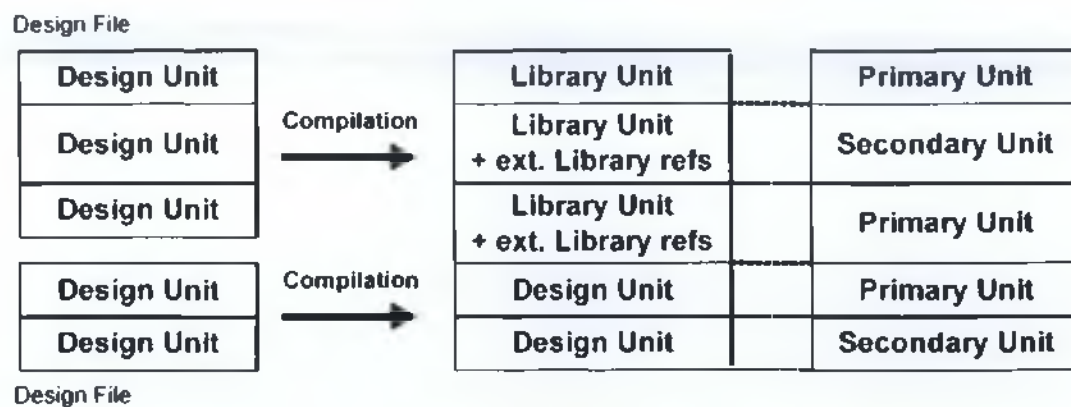 Design File
Design Unit
Design Unit
Design Unit
Compilation
Library Unit
Library Unit
+ ext. Library refs
Library Unit
+ ext. Library refs
Primary Unit
Secondary Unit
Primary Unit
Design Unit
Design Unit
Compilation
Design Unit
Design Unit
Primary Unit
Secondary Unit
Design File